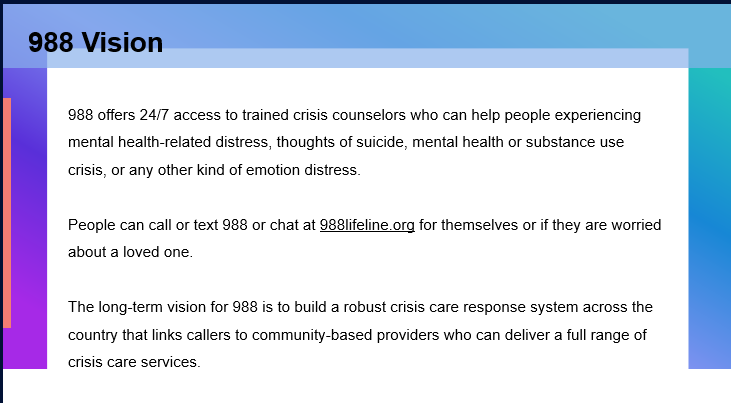 988 Vision
988 offers 24/7 access to trained crisis counselors who can help people experiencing
mental health-related distress, thoughts of suicide, mental health or substance use
crisis, or any other kind of emotion distress.
People can call or text 988 or chat at 988lifeline.org for themselves or if they are worried
about a loved one.
The long-term vision for 988 is to build a robust crisis care response system across the
country that links callers to community-based providers who can deliver a full range of
crisis care services.